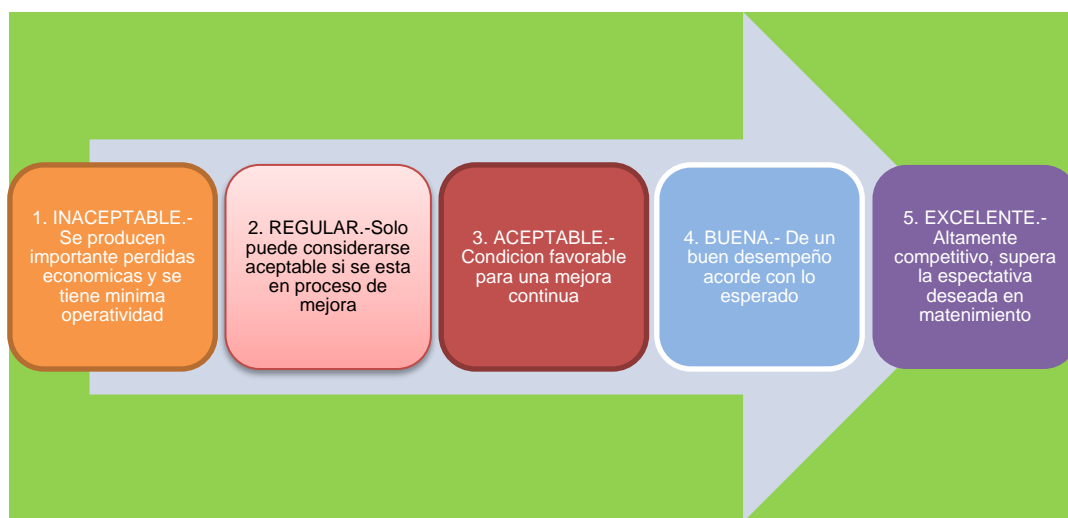 1. INACEPTABLE.-
Se producen
importante perdidas
economicas y se
tiene minima
operatividad
2. REGULAR.-Solo
puede considerarse
aceptable si se esta
en proceso de
mejora
3. ACEPTABLE.-
Condicion favorable
para una mejora
continua
4. BUENA.- De un
buen desempeño
acorde con lo
esperado
5. EXCELENTE.-
Altamente
competitivo, supera
la espectativa
deseada en
matenimiento